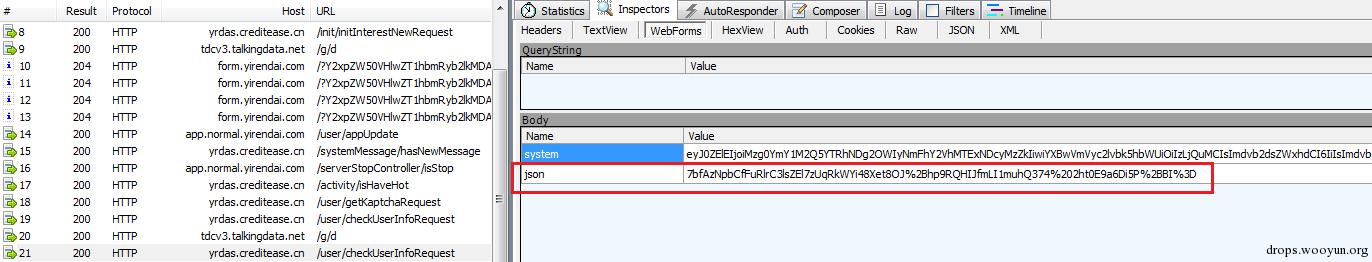 # Result Protocol Host URL
8 200 HTTP yrdas.creditease.cn /init/initInterestNewRequest
9 200 HTTP tdcv3.talkingdata.net /g/d
10 204 HTTP form.yirendai.com /?Y2xpZW50VHlwZT1hbmRyb2lkMDA
11 204 HTTP form.yirendai.com /?Y2xpZW50VHlwZT1hbmRyb2lkMDA
12 204 HTTP form.yirendai.com /?Y2xpZW50VHlwZT1hbmRyb2lkMDA
13 204 HTTP form.yirendai.com /?Y2xpZW50VHlwZT1hbmRyb2lkMDA
14 200 HTTP app.normal.yirendai.com /user/appUpdate
15 200 HTTP yrdas.creditease.cn /systemMessage/hasNewMessage
16 200 HTTP app.normal.yirendai.com /serverStopController/isStop
17 200 HTTP yrdas.creditease.cn /activity/isHaveHot
18 200 HTTP yrdas.creditease.cn /user/getKaptchaRequest
19 200 HTTP yrdas.creditease.cn /user/checkUserInfoRequest
20 200 HTTP tdcv3.talkingdata.net /g/d
21 200 HTTP yrdas.creditease.cn /user/checkUserInfoRequest
Statistics Inspectors AutoResponder Composer Log Filters Timeline
Headers TextView WebForms HexView Auth Cookies Raw JSON XML
QueryString
Name Value
Body
Name Value
system
json
drops.wooyun.org